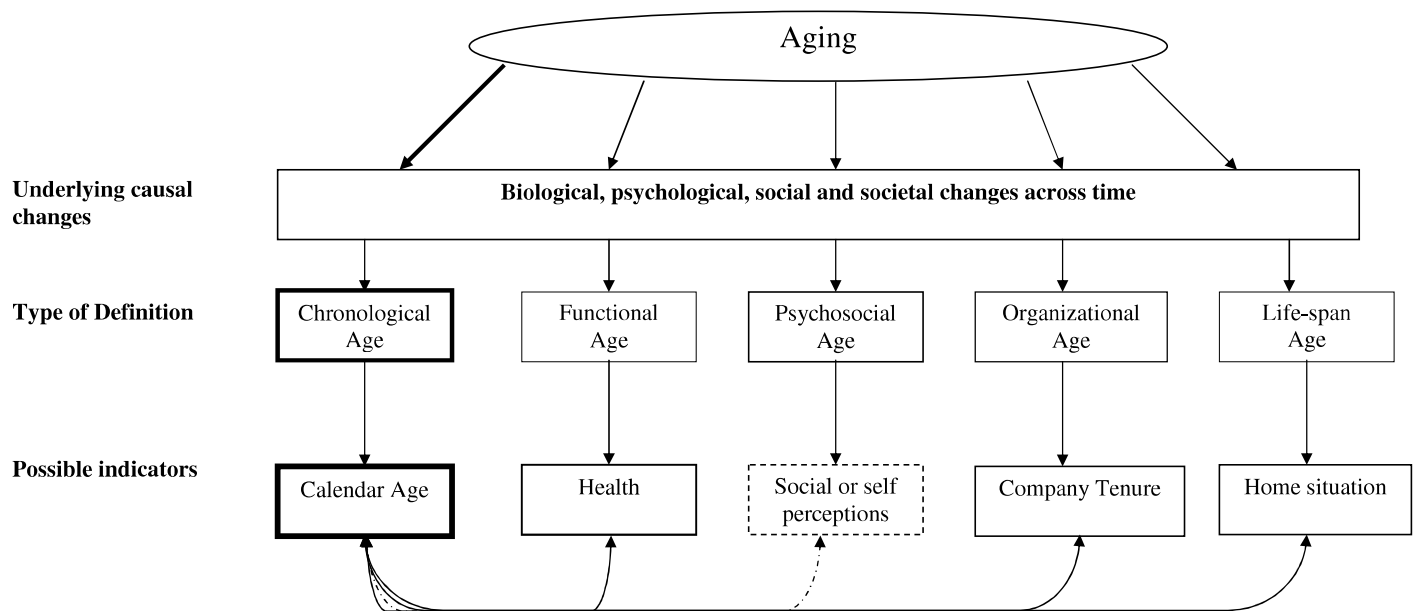 Aging
Underlying causal
changes
Biological, psychological, social and societal changes across time
Type of Definition
Chronological
Age
Functional
Age
Psychosocial
Age
Organizational
Age
Life-span
Age
Possible indicators
Calendar Age
Health
Social or self
perceptions
Company Tenure
Home situation